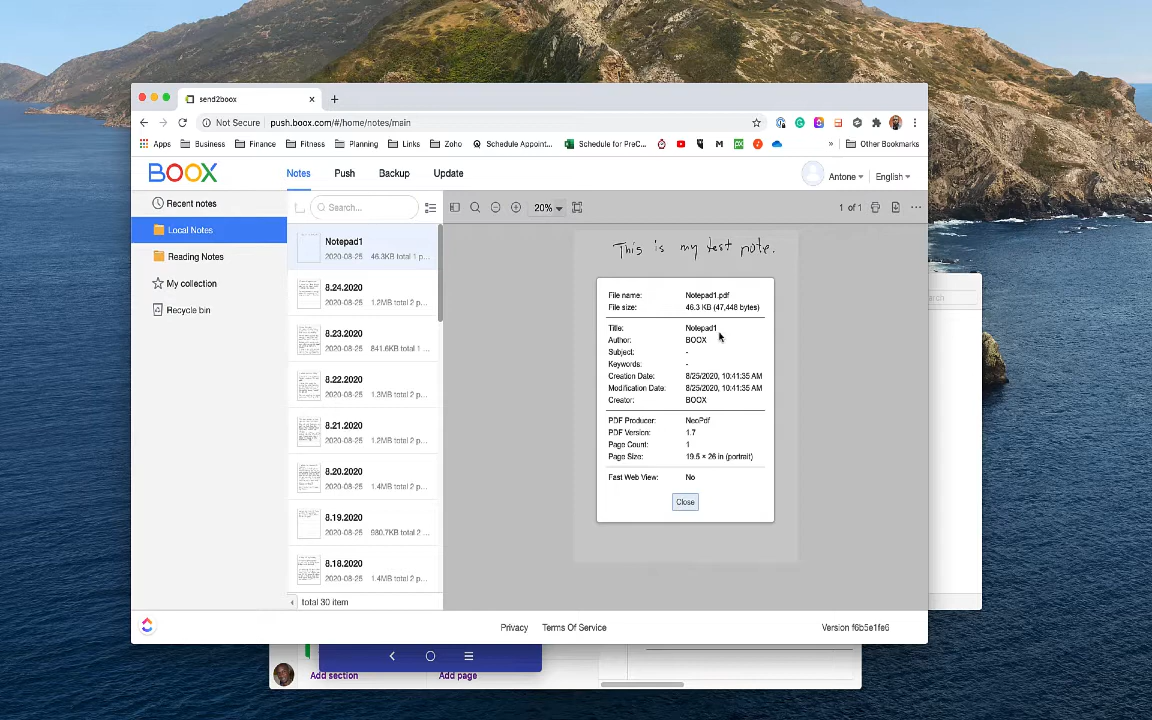 send2boox
Not Secure push.boox.com/#/home/notes/main
Apps Business Finance Fitness Planning Links Zoho Schedule Appoint... Schedule for PreC... » Other Bookmarks
BOOX Notes Push Backup Update Antone English
Recent notes
Local Notes
Reading Notes
My collection
Recycle bin
Search...
Notepad1
2020-08-25 46.3KB total 1 p...
8.24.2020
2020-08-25 1.2MB total 2 p...
8.23.2020
2020-08-25 841.6KB total 3 ...
8.22.2020
2020-08-25 1.3MB total 2 p...
8.21.2020
2020-08-25 1.2MB total 2 p...
8.20.2020
2020-08-25 1.4MB total 2 p...
8.19.2020
2020-08-25 980.7KB total 2 ...
8.18.2020
2020-08-25 1.4MB total 2 p...
total 30 item
20% 1 of 1
This is my test note.
File name: Notepad1.pdf
File size: 46.3 KB (47,448 bytes)
Title: Notepad1
Author: BOOX
Subject: -
Keywords: -
Creation Date: 8/25/2020, 10:41:35 AM
Modification Date: 8/25/2020, 10:41:35 AM
Creator: BOOX
PDF Producer: NeoPdf
PDF Version: 1.7
Page Count: 1
Page Size: 19.5 × 26 in (portrait)
Fast Web View: No
Close
Privacy Terms Of Service Version f6b5e1fe6
Add section Add page